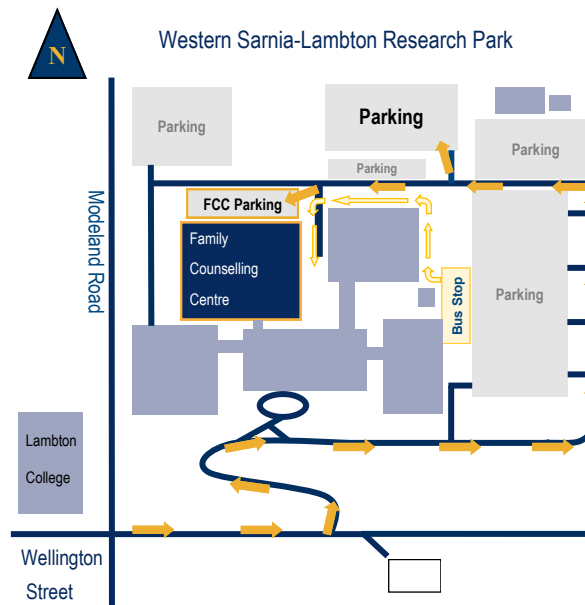 N
Western Sarnia-Lambton Research Park
Parking
Parking
Parking
Parking
Modeland Road
FCC Parking
Family
Counselling
Centre
Bus Stop
Parking
Lambton
College
Wellington
Street